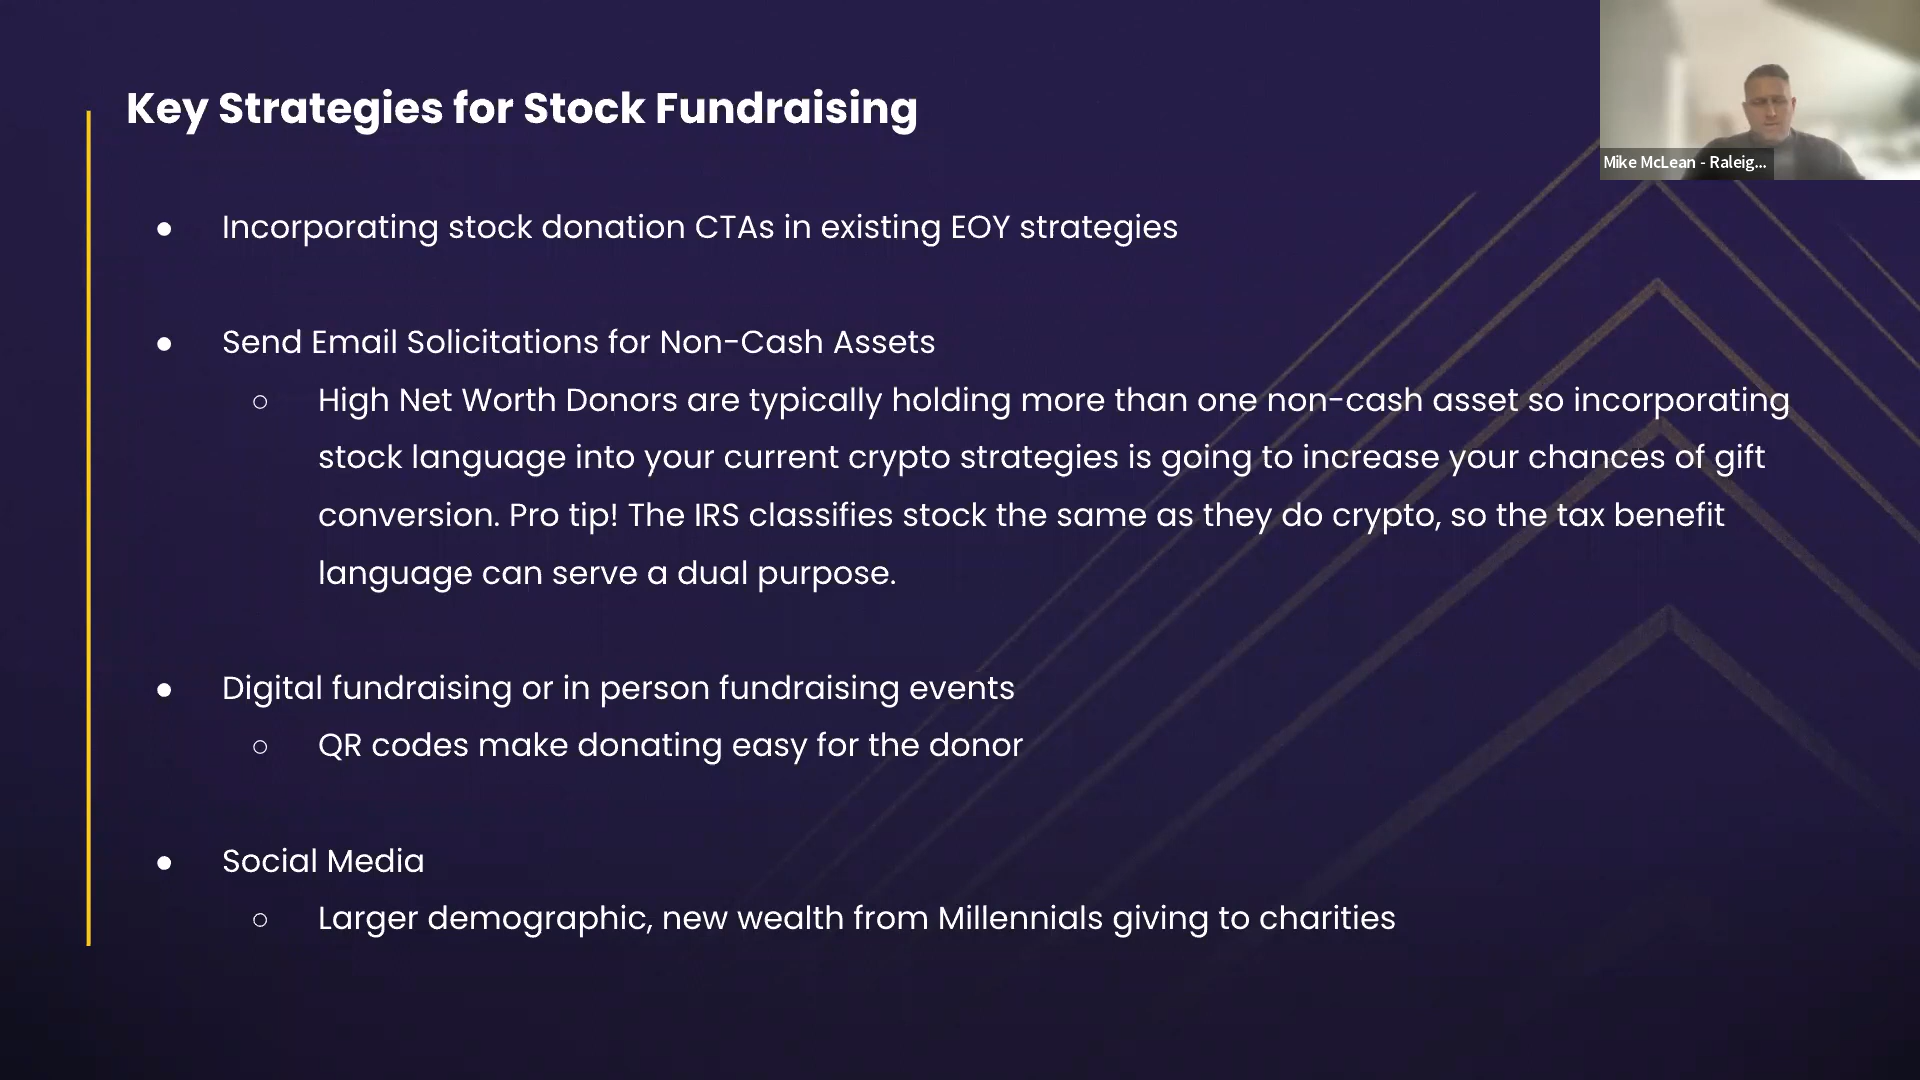 Key Strategies for Stock Fundraising
● Incorporating stock donation CTAs in existing EOY strategies
● Send Email Solicitations for Non-Cash Assets
○ High Net Worth Donors are typically holding more than one non-cash asset so incorporating
stock language into your current crypto strategies is going to increase your chances of gift
conversion. Pro tip! The IRS classifies stock the same as they do crypto, so the tax benefit
language can serve a dual purpose.
● Digital fundraising or in person fundraising events
○ QR codes make donating easy for the donor
● Social Media
○ Larger demographic, new wealth from Millennials giving to charities
Mike McLean - Raleig...